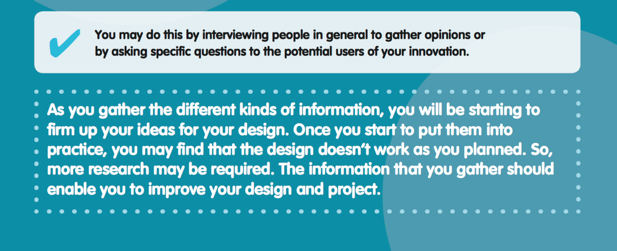 You may do this by interviewing people in general to gather opinions or
by asking specific questions to the potential users of your innovation.
As you gather the different kinds of information, you will be starting to
firm up your ideas for your design. Once you start to put them into
practice, you may find that the design doesn't work as you planned. So,
more research may be required. The information that you gather should
enable you to improve your design and project.